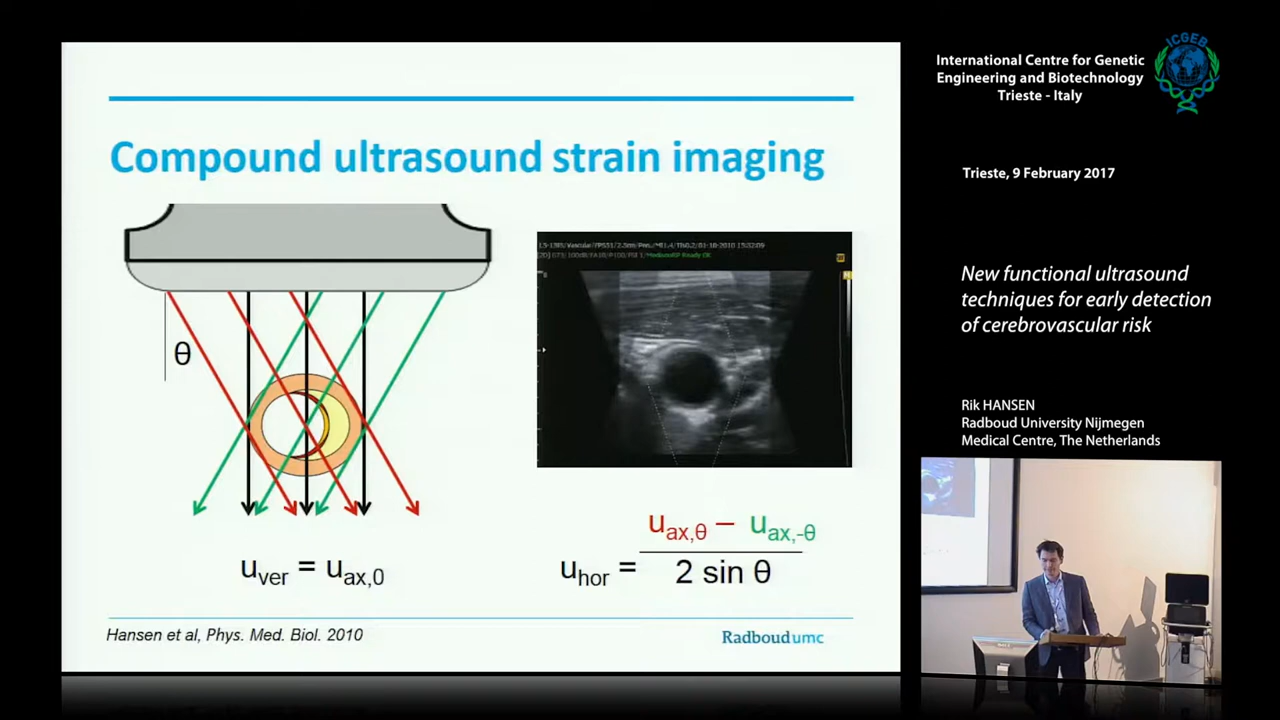 Compound ultrasound strain imaging
θ
u_ver = u_ax,0
u_hor = (u_ax,θ − u_ax,-θ) / 2 sin θ
Hansen et al, Phys. Med. Biol. 2010
Radboudumc
ICGEB
International Centre for Genetic
Engineering and Biotechnology
Trieste - Italy
Trieste, 9 February 2017
New functional ultrasound
techniques for early detection
of cerebrovascular risk
Rik HANSEN
Radboud University Nijmegen
Medical Centre, The Netherlands